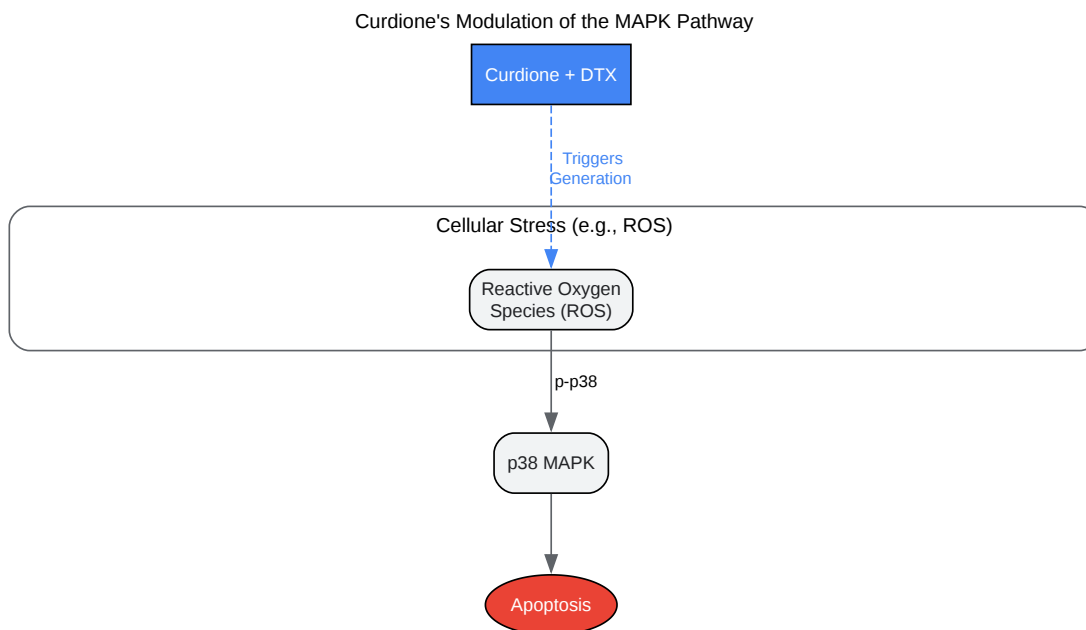 Curdione's Modulation of the MAPK Pathway
Curdione + DTX
Triggers
Generation
Cellular Stress (e.g., ROS)
Reactive Oxygen
Species (ROS)
p-p38
p38 MAPK
Apoptosis